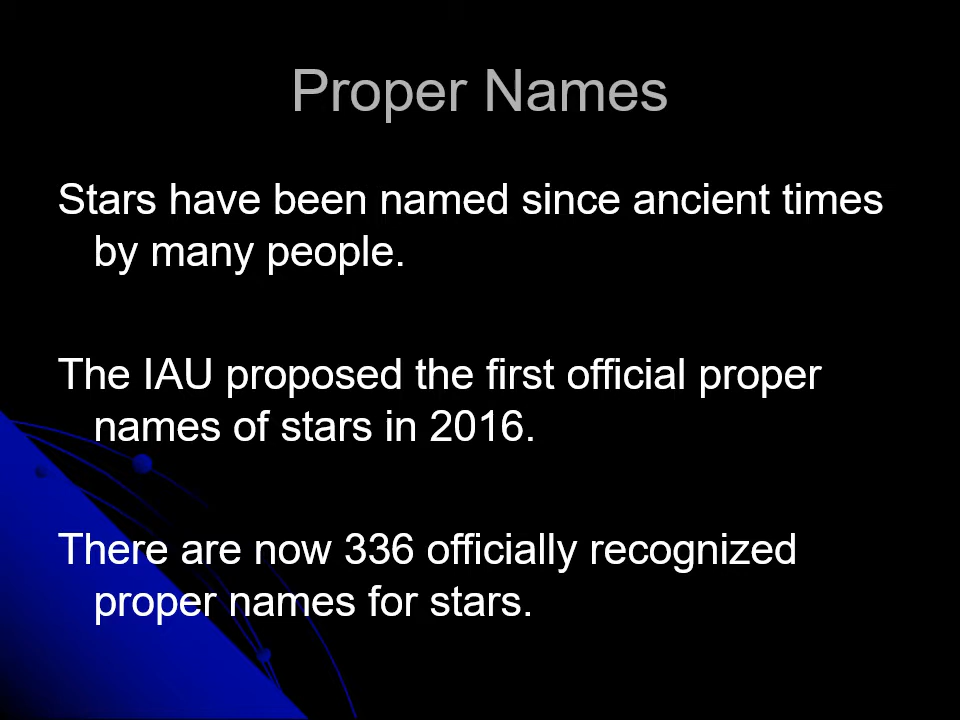 Proper Names
Stars have been named since ancient times
by many people.
The IAU proposed the first official proper
names of stars in 2016.
There are now 336 officially recognized
proper names for stars.